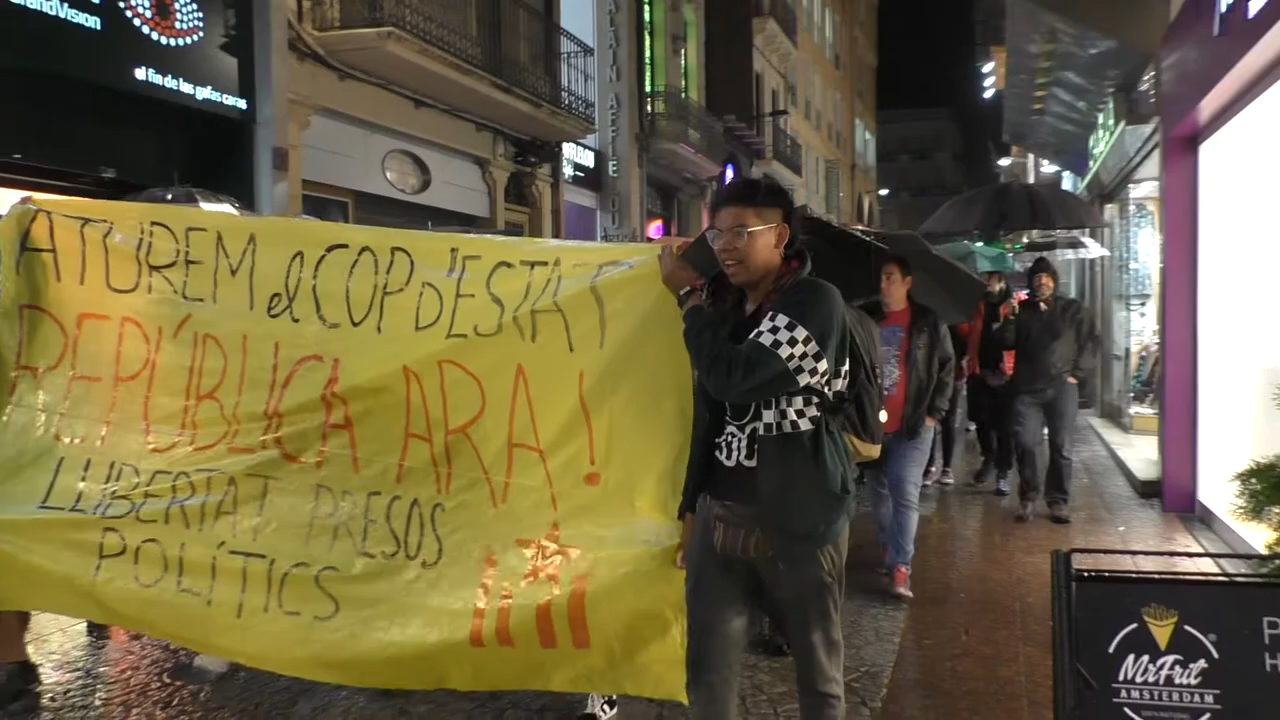 GrandVision
el fin de las gafas caras
ALAIN AFFLELOU
AFFLELOU
ATUREM el COP D'ESTAT
REPÚBLICA ARA!
LLIBERTAT PRESOS
POLÍTICS
MrFrit
AMSTERDAM